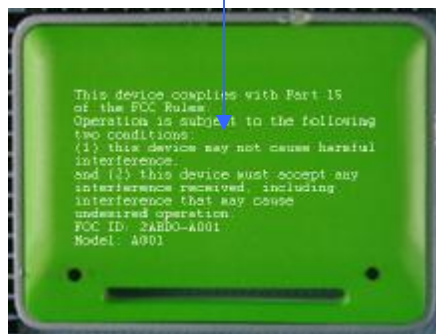 This device complies with Part 15
of the FCC Rules.
Operation is subject to the following
two conditions:
(1) this device may not cause harmful
interference,
and (2) this device must accept any
interference received, including
interference that may cause
undesired operation.
FCC ID: 2ABDO-A001
Model: A001